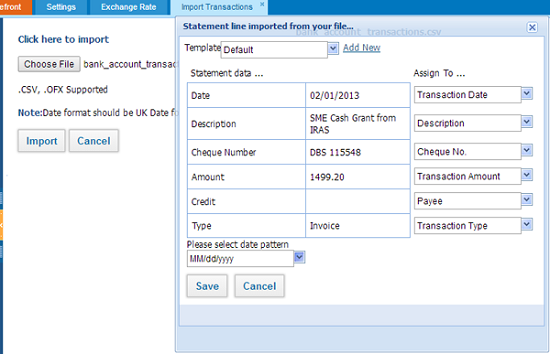 efront Settings Exchange Rate Import Transactions
Click here to import
Choose File bank_account_transac
.CSV, .OFX Supported
Note:Date format should be UK Date fo
Import Cancel
Statement line imported from your file...
bank_account_transactions.csv
Template Default Add New
Statement data ... Assign To ...
Date 02/01/2013 Transaction Date
Description SME Cash Grant from IRAS Description
Cheque Number DBS 115548 Cheque No.
Amount 1499.20 Transaction Amount
Credit Payee
Type Invoice Transaction Type
Please select date pattern
MM/dd/yyyy
Save Cancel